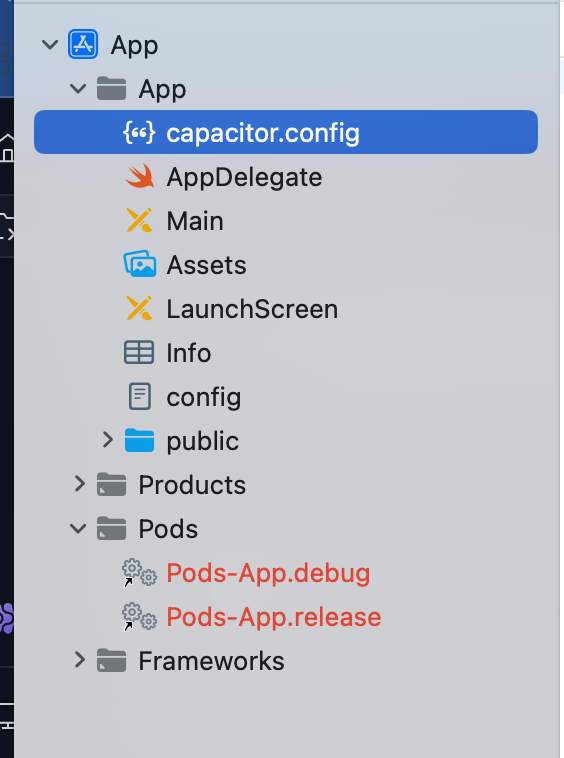 App
App
capacitor.config
AppDelegate
Main
Assets
LaunchScreen
Info
config
public
Products
Pods
Pods-App.debug
Pods-App.release
Frameworks